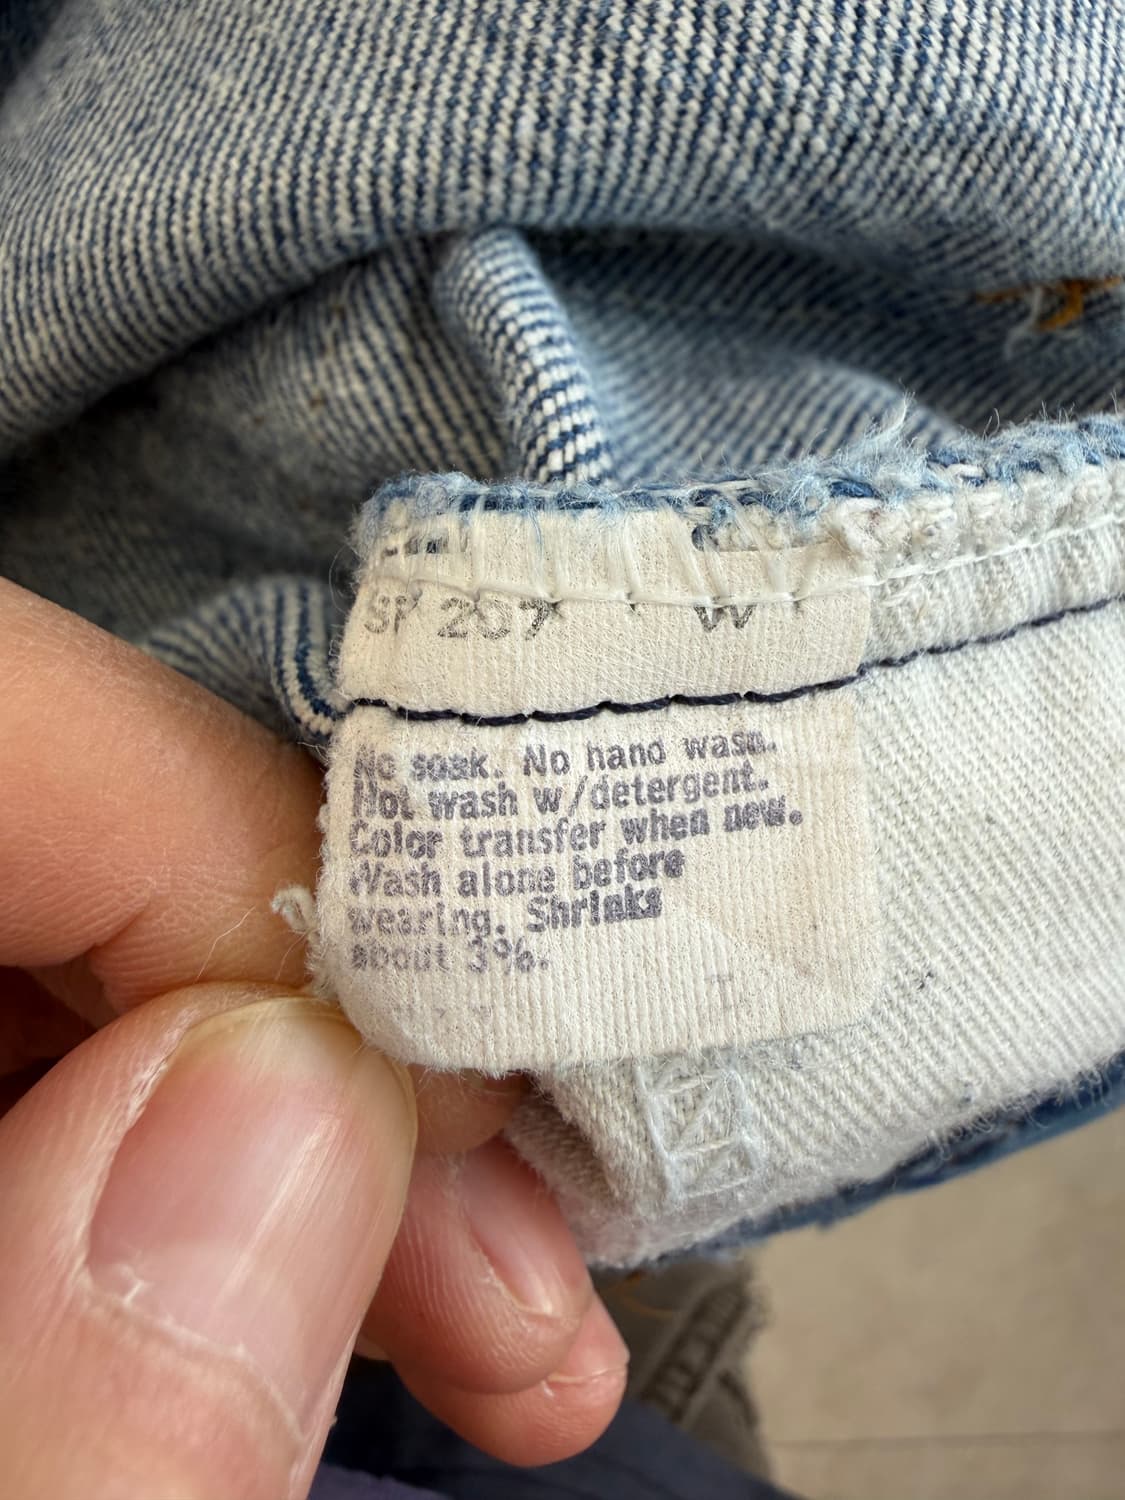 SP 207 W
No soak. No hand wash.
Hot wash w/detergent.
Color transfer when new.
Wash alone before
wearing. Shrinks
about 3%.